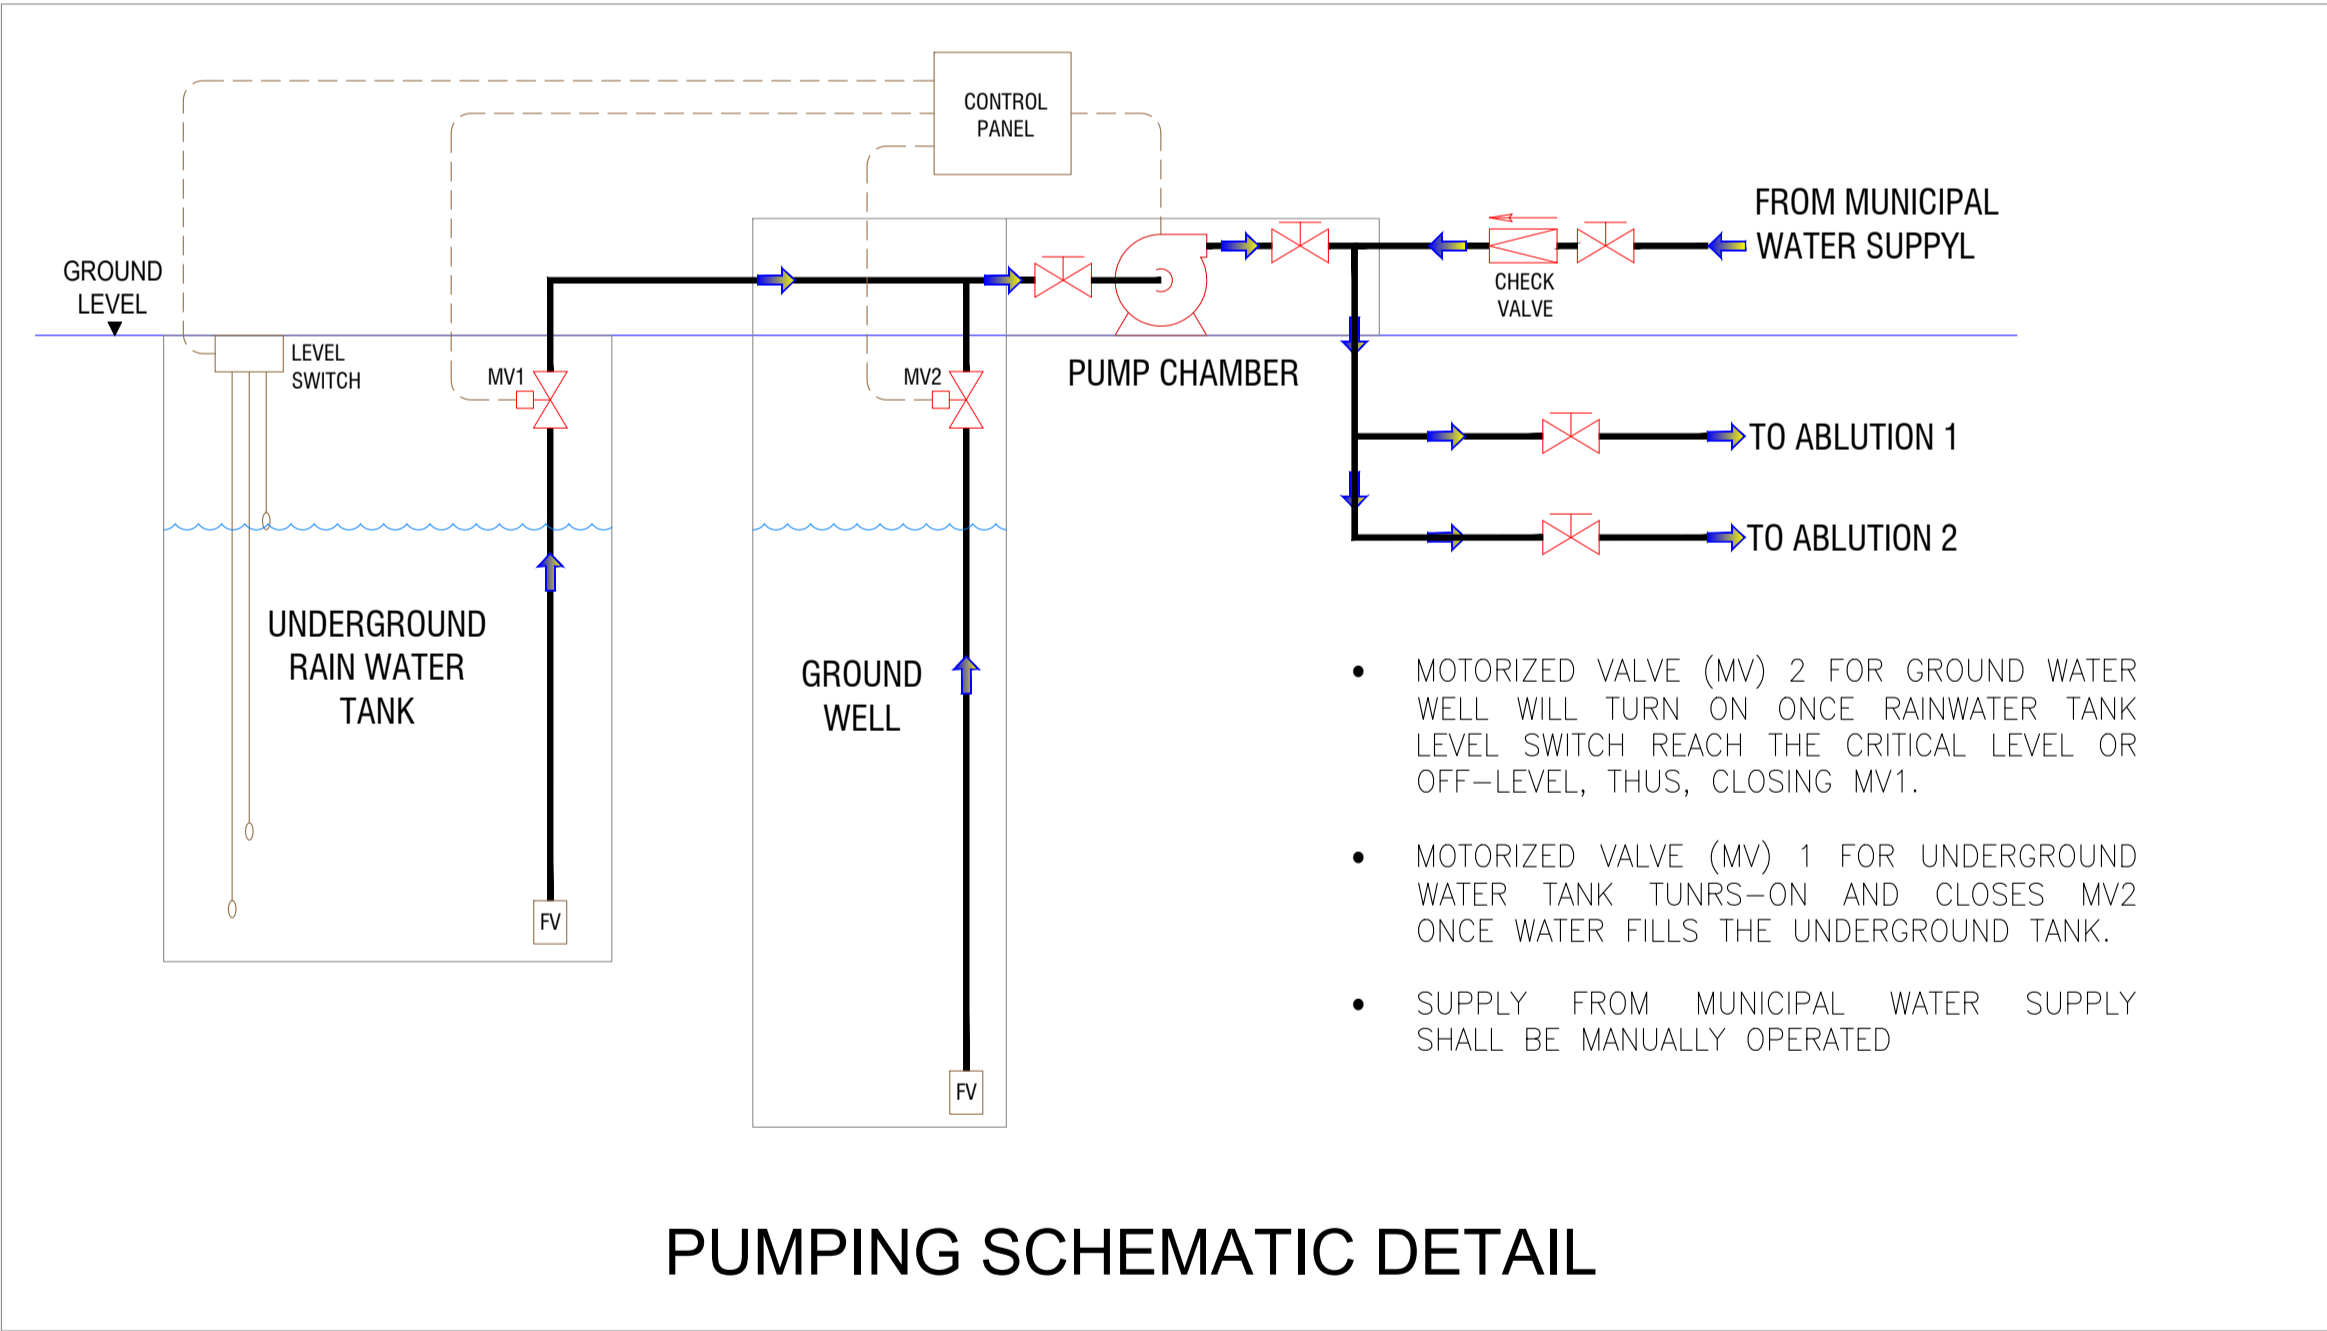 CONTROL
PANEL
FROM MUNICIPAL
WATER SUPPYL
GROUND
LEVEL
CHECK
VALVE
LEVEL
SWITCH
MV1
MV2
PUMP CHAMBER
TO ABLUTION 1
TO ABLUTION 2
UNDERGROUND
RAIN WATER
TANK
GROUND
WELL
FV
FV
• MOTORIZED VALVE (MV) 2 FOR GROUND WATER
WELL WILL TURN ON ONCE RAINWATER TANK
LEVEL SWITCH REACH THE CRITICAL LEVEL OR
OFF-LEVEL, THUS, CLOSING MV1.
• MOTORIZED VALVE (MV) 1 FOR UNDERGROUND
WATER TANK TUNRS-ON AND CLOSES MV2
ONCE WATER FILLS THE UNDERGROUND TANK.
• SUPPLY FROM MUNICIPAL WATER SUPPLY
SHALL BE MANUALLY OPERATED
PUMPING SCHEMATIC DETAIL